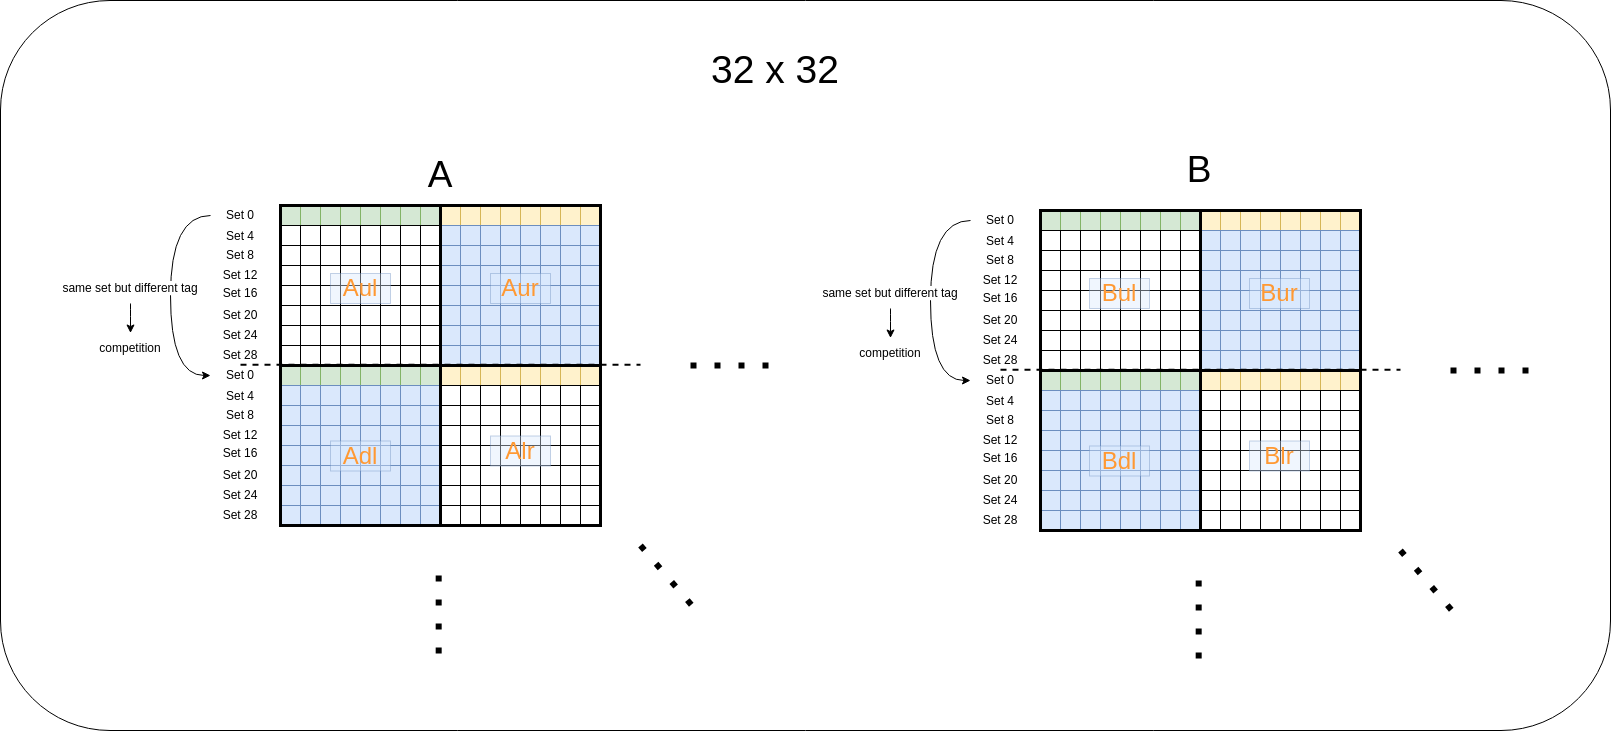 32 x 32
A
Set 0
Set 4
Set 8
Set 12
Set 16
Set 20
Set 24
Set 28
Set 0
Set 4
Set 8
Set 12
Set 16
Set 20
Set 24
Set 28
same set but different tag
competition
Aul
Aur
Adl
Alr
B
Set 0
Set 4
Set 8
Set 12
Set 16
Set 20
Set 24
Set 28
Set 0
Set 4
Set 8
Set 12
Set 16
Set 20
Set 24
Set 28
same set but different tag
competition
Bul
Bur
Bdl
Blr